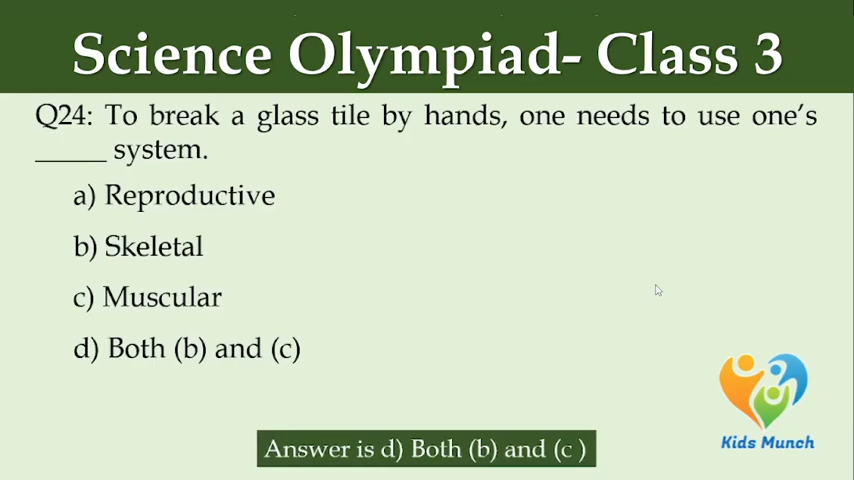 Science Olympiad- Class 3
Q24: To break a glass tile by hands, one needs to use one's
_____ system.
a) Reproductive
b) Skeletal
c) Muscular
d) Both (b) and (c)
Kids Munch
Answer is d) Both (b) and (c )